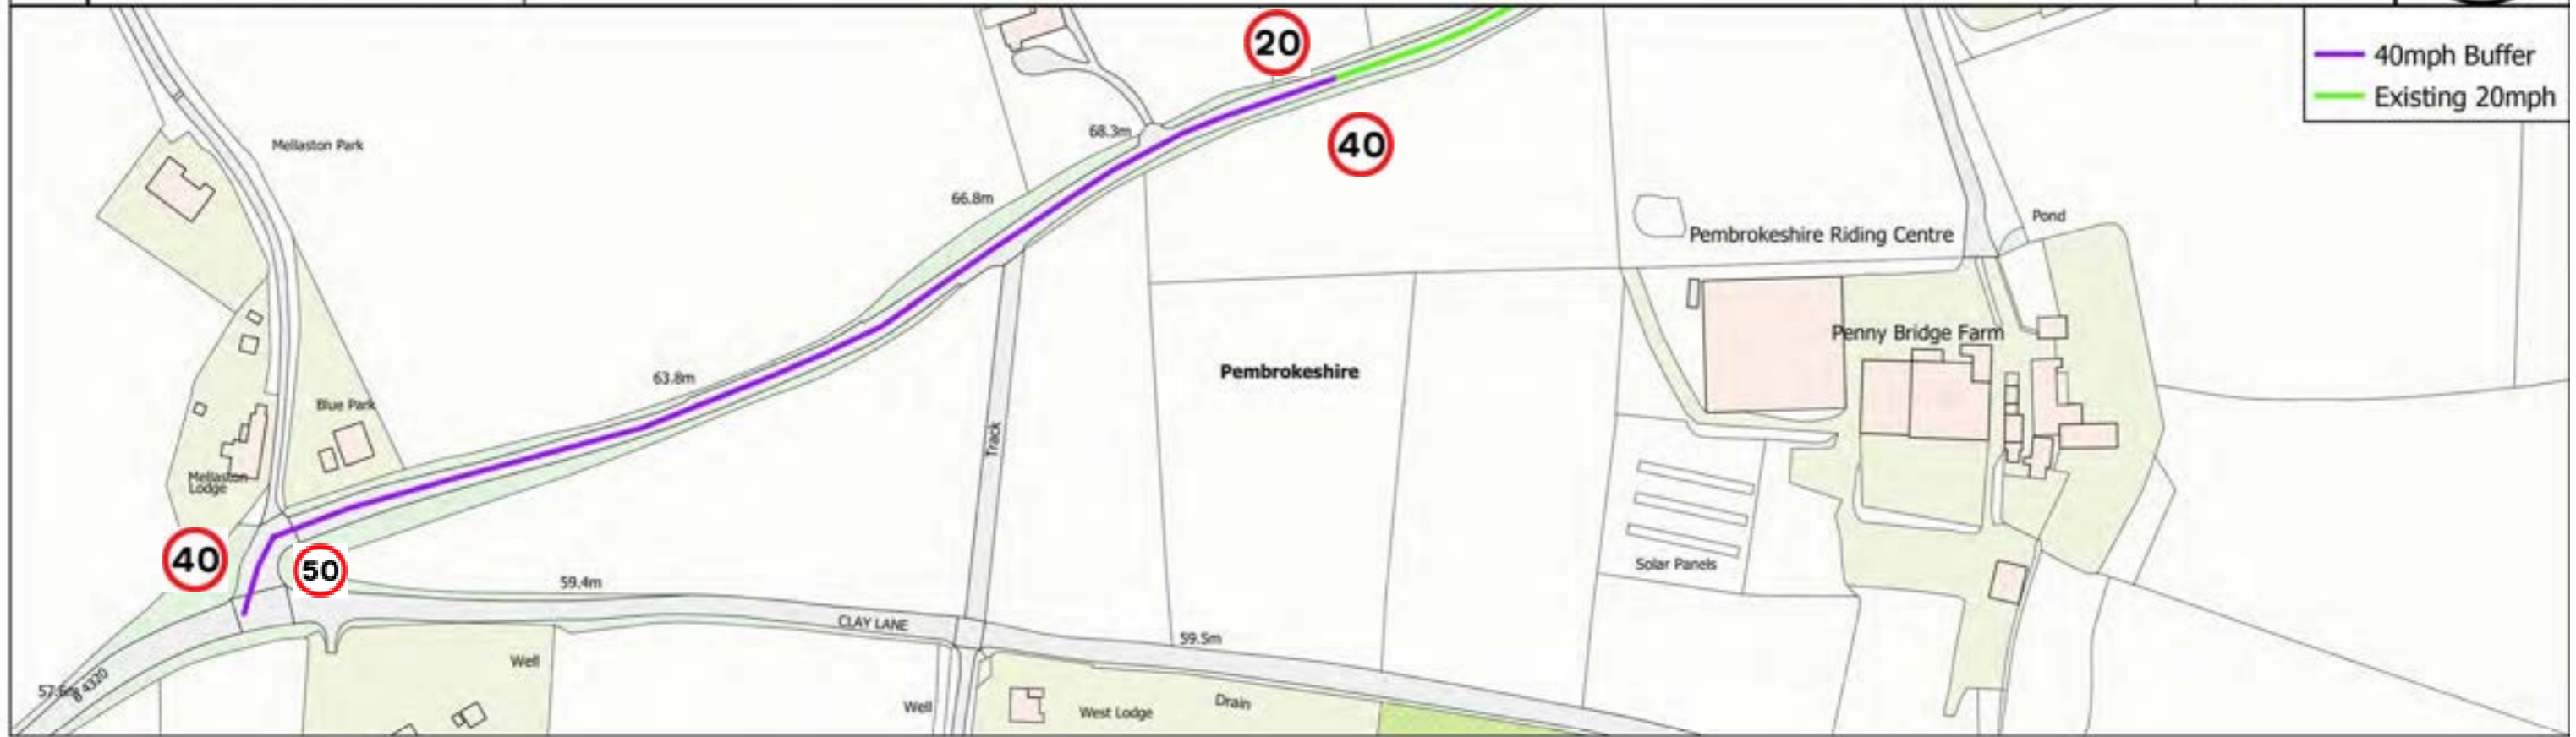 20
40mph Buffer
Existing 20mph
68.3m
40
Mellaston Park
66.8m
Pond
Pembrokeshire Riding Centre
Penny Bridge Farm
Pembrokeshire
63.8m
Blue Park
Track
Mellaston
Lodge
40
50
59.4m
Solar Panels
CLAY LANE
59.5m
Well
57.6m
B 4320
Well
West Lodge
Drain